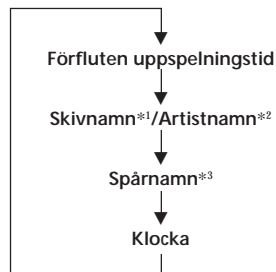 Förfluten uppspelningstid
Skivnamn*1/Artistnamn*2
Spårnamn*3
Klocka